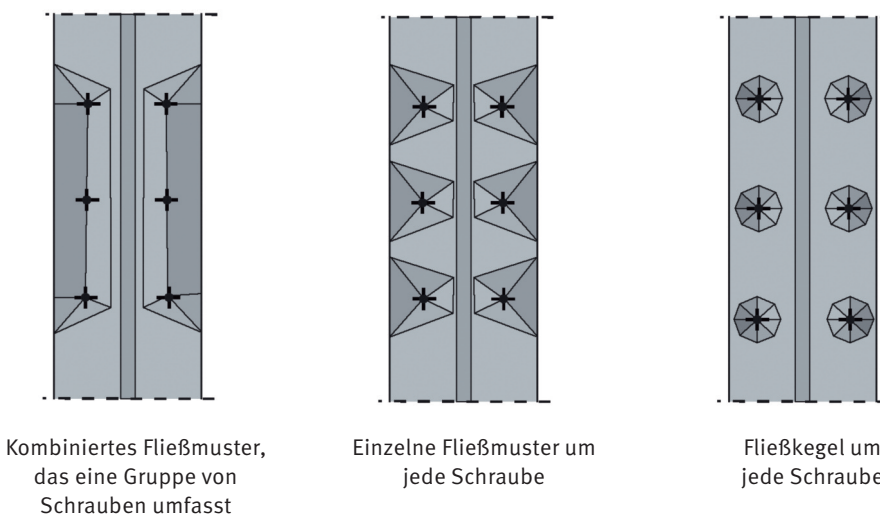 Kombiniertes Fließmuster,
das eine Gruppe von
Schrauben umfasst
Einzelne Fließmuster um
jede Schraube
Fließkegel um
jede Schraube